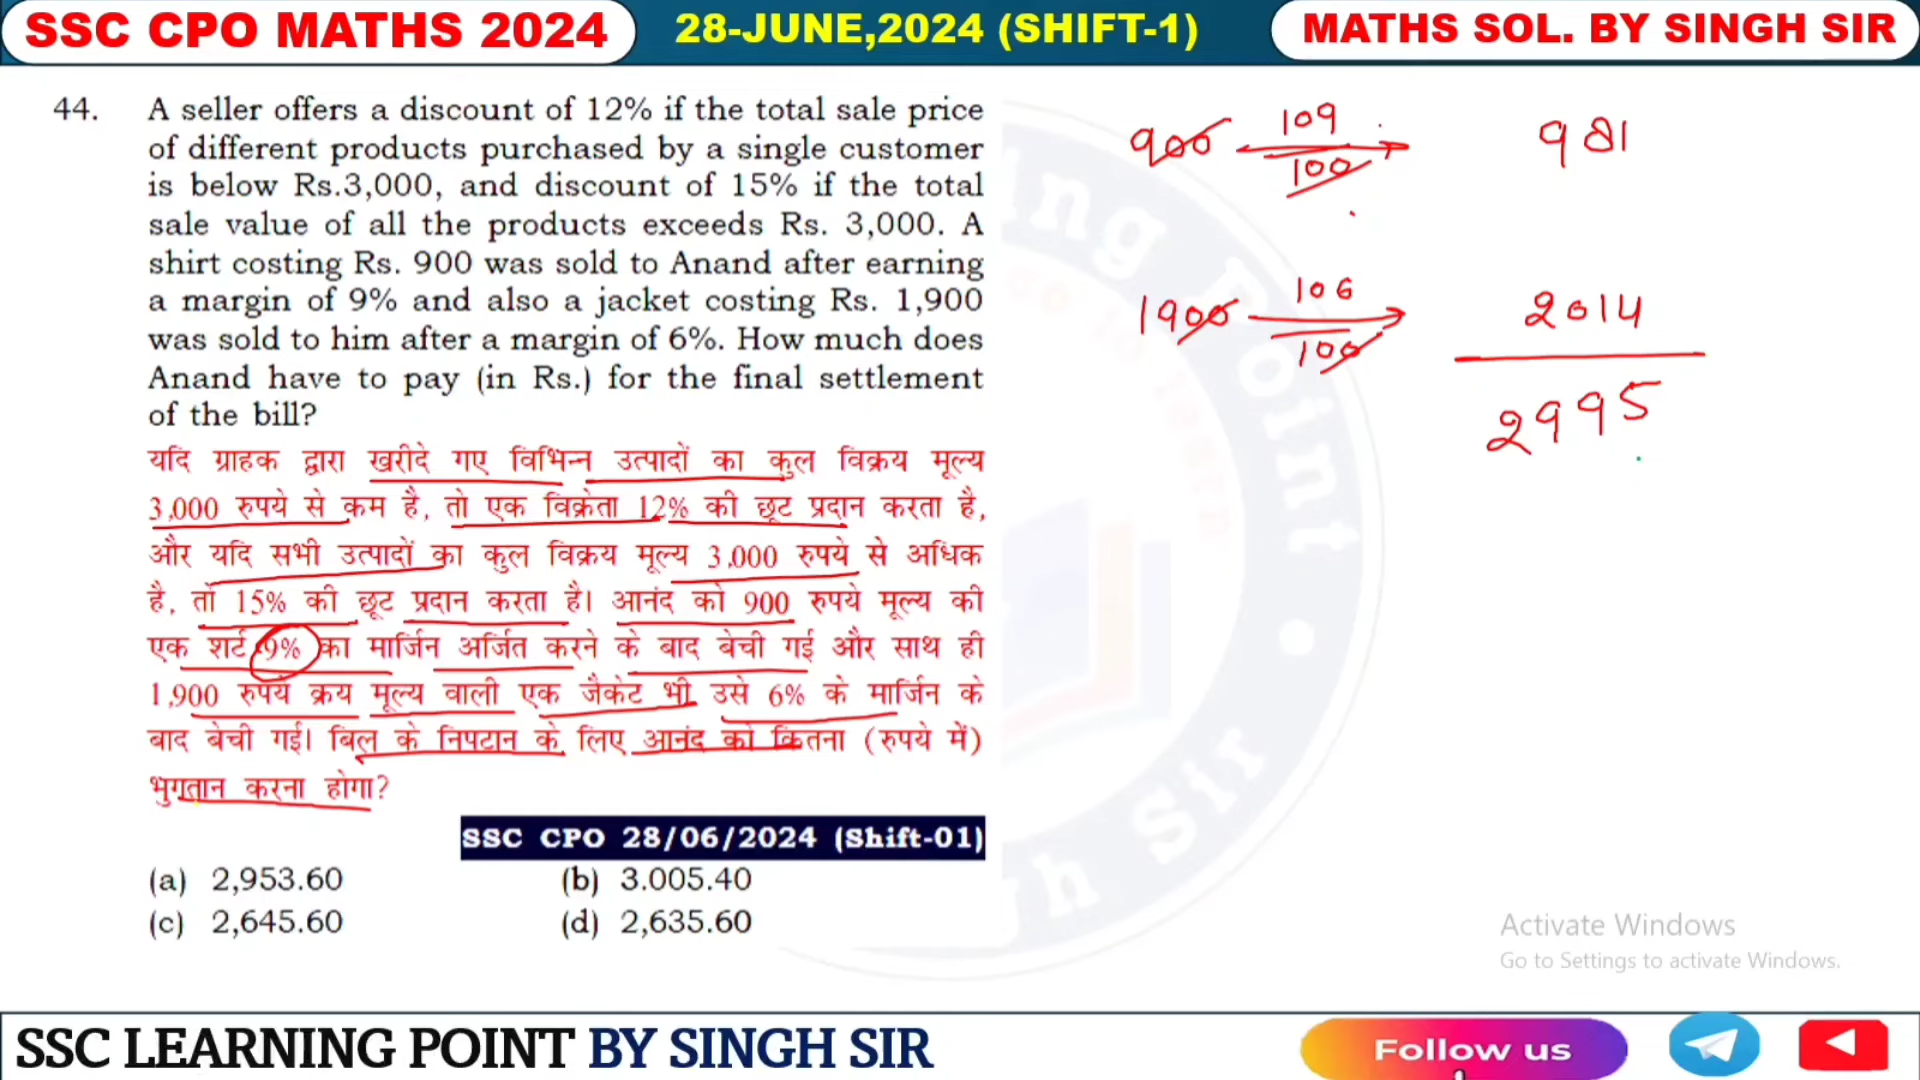 SSC CPO MATHS 2024
28-JUNE,2024 (SHIFT-1)
MATHS SOL. BY SINGH SIR
44. A seller offers a discount of 12% if the total sale price
of different products purchased by a single customer
is below Rs.3,000, and discount of 15% if the total
sale value of all the products exceeds Rs. 3,000. A
shirt costing Rs. 900 was sold to Anand after earning
a margin of 9% and also a jacket costing Rs. 1,900
was sold to him after a margin of 6%. How much does
Anand have to pay (in Rs.) for the final settlement
of the bill?
यदि ग्राहक द्वारा खरीदे गए विभिन्न उत्पादों का कुल विक्रय मूल्य
3,000 रुपये से कम है, तो एक विक्रेता 12% की छूट प्रदान करता है,
और यदि सभी उत्पादों का कुल विक्रय मूल्य 3,000 रुपये से अधिक
है, तो 15% की छूट प्रदान करता है। आनंद को 900 रुपये मूल्य की
एक शर्ट 9% का मार्जिन अर्जित करने के बाद बेची गई और साथ ही
1,900 रुपये क्रय मूल्य वाली एक जैकेट भी उसे 6% के मार्जिन के
बाद बेची गई। बिल के निपटान के लिए आनंद को कितना (रुपये में)
भुगतान करना होगा?
SSC CPO 28/06/2024 (Shift-01)
(a) 2,953.60 (b) 3.005.40
(c) 2,645.60 (d) 2,635.60
109
900 981
100
106
1900 2014
100
2995
Activate Windows
Go to Settings to activate Windows.
SSC LEARNING POINT BY SINGH SIR
Follow us